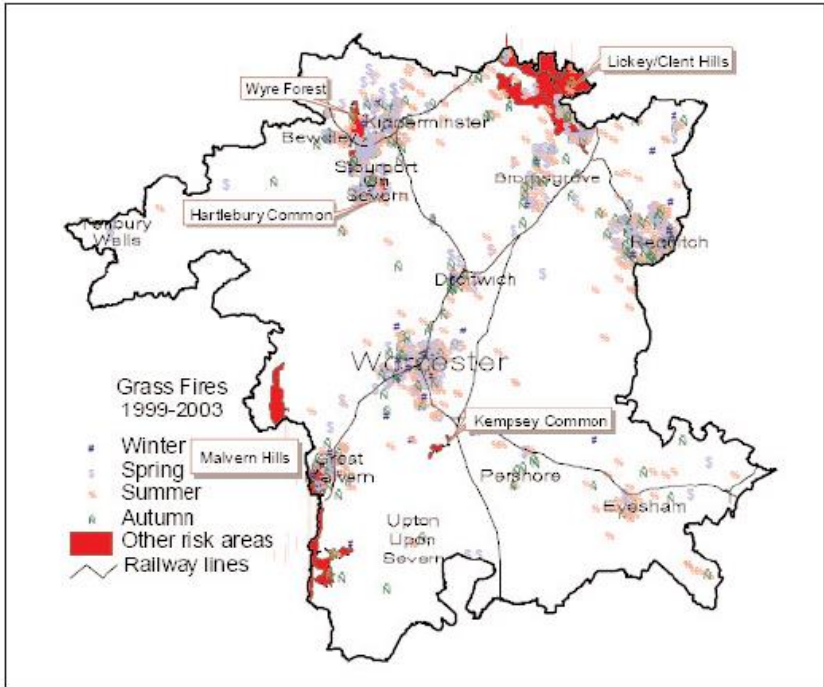 Lickey/Clent Hills
Wyre Forest
Kidderminster
Bewdley
Stourport
On
Severn
Bromsgrove
Hartlebury Common
Tenbury
Wells
Redditch
Droitwich
Worcester
Grass Fires
1999-2003
Kempsey Common
Winter
Malvern Hills
Great
Malvern
Spring
Pershore
Summer
Evesham
Autumn
Upton
Upon
Severn
Other risk areas
Railway lines